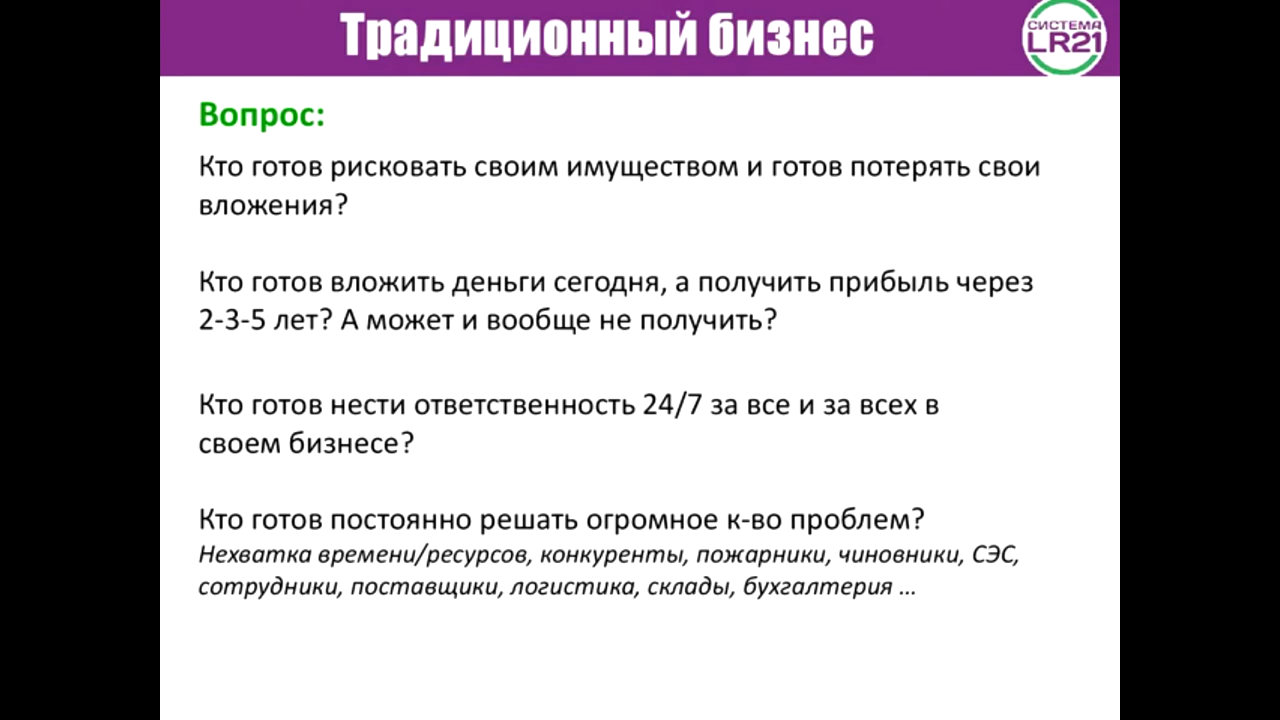 Традиционный бизнес
СИСТЕМА
LR21
Вопрос:
Кто готов рисковать своим имуществом и готов потерять свои
вложения?
Кто готов вложить деньги сегодня, а получить прибыль через
2-3-5 лет? А может и вообще не получить?
Кто готов нести ответственность 24/7 за все и за всех в
своем бизнесе?
Кто готов постоянно решать огромное к-во проблем?
Нехватка времени/ресурсов, конкуренты, пожарники, чиновники, СЭС,
сотрудники, поставщики, логистика, склады, бухгалтерия ...